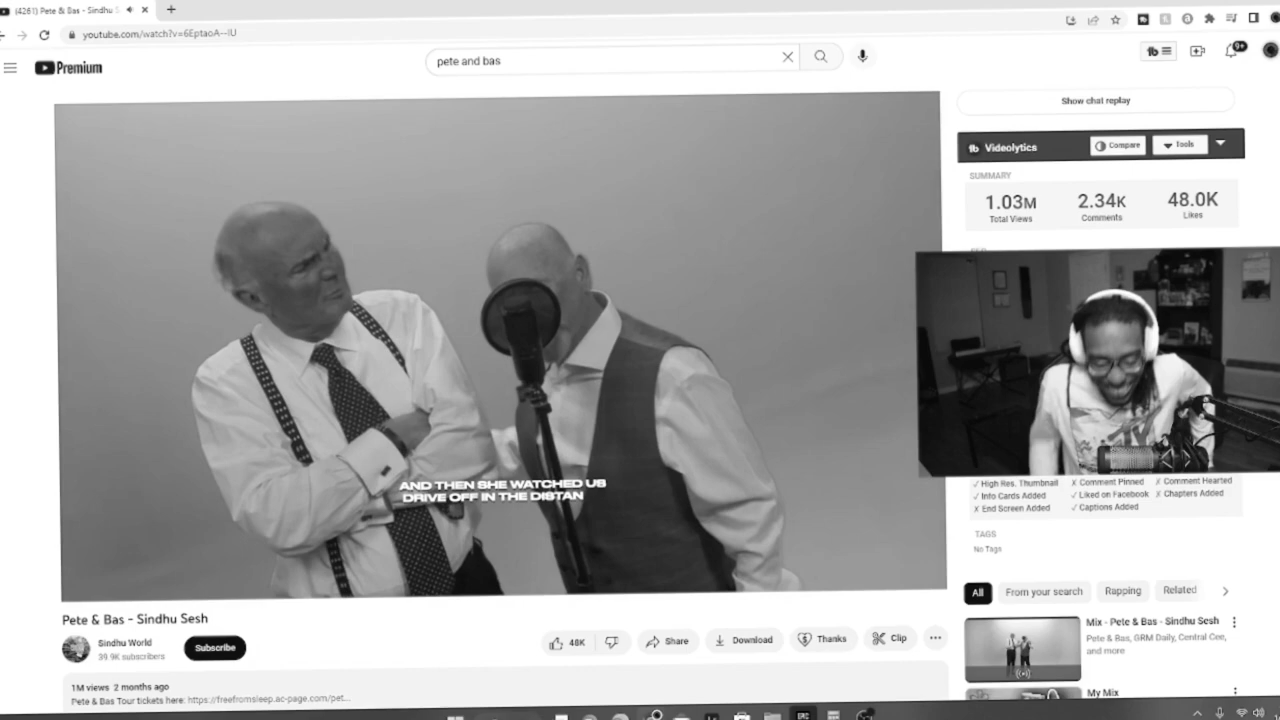 (4261) Pete & Bas - Sindhu S
youtube.com/watch?v=6EptaoA--IU
Premium
pete and bas
tb
9+
Show chat replay
tb Videolytics
Compare
Tools
SUMMARY
1.03M
2.34K
48.0K
Total Views
Comments
Likes
AND THEN SHE WATCHED US
DRIVE OFF IN THE DISTAN
✓ High Res. Thumbnail
✗ Comment Pinned
✗ Comment Hearted
✓ Info Cards Added
✓ Liked on Facebook
✗ Chapters Added
✗ End Screen Added
✓ Captions Added
TAGS
No Tags
All
From your search
Rapping
Related
Pete & Bas - Sindhu Sesh
Sindhu World
39.9K subscribers
Subscribe
48K
Share
Download
Thanks
Clip
Mix - Pete & Bas - Sindhu Sesh
Pete & Bas, GRM Daily, Central Cee,
and more
My Mix
1M views 2 months ago
Pete & Bas Tour tickets here: https://freefromsleep.ac-page.com/pet...
EPIC